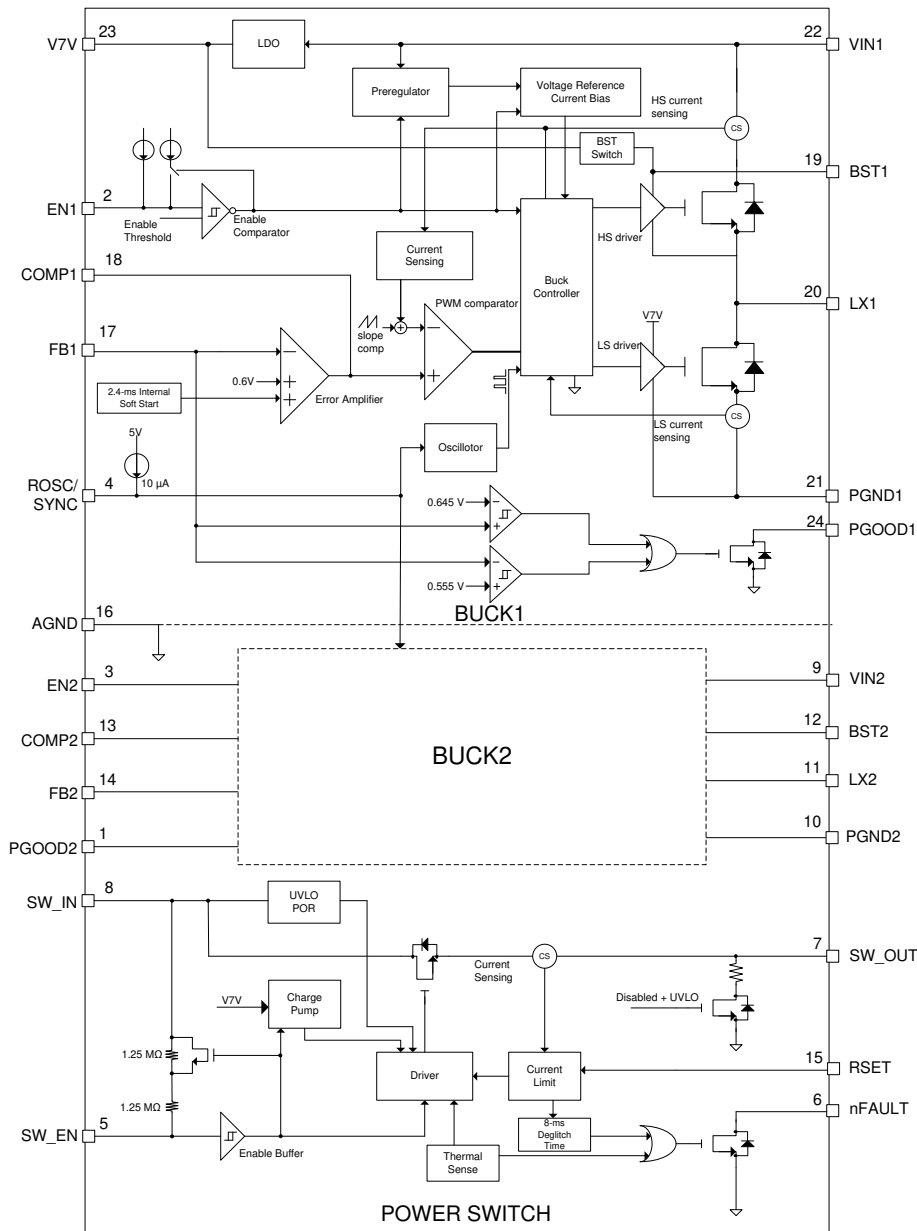 23
V7V
LDO
22
VIN1
Preregulator
Voltage Reference
Current Bias
HS current
sensing
CS
BST
Switch
19
BST1
2
EN1
Enable
Threshold
Enable
Comparator
HS driver
18
COMP1
Current
Sensing
Buck
Controller
20
LX1
PWM comparator
slope
comp
V7V
LS driver
17
FB1
0.6V
Error Amplifier
2.4-ms Internal
Soft Start
CS
LS current
sensing
5V
10 µA
Oscillotor
4
ROSC/
SYNC
21
PGND1
0.645 V
24
PGOOD1
0.555 V
BUCK1
16
AGND
3
EN2
9
VIN2
13
COMP2
12
BST2
BUCK2
14
FB2
11
LX2
1
PGOOD2
10
PGND2
8
SW_IN
UVLO
POR
7
SW_OUT
Current
Sensing
CS
V7V
Charge
Pump
Disabled + UVLO
1.25 MΩ
Driver
Current
Limit
15
RSET
1.25 MΩ
6
nFAULT
5
SW_EN
Enable Buffer
8-ms
Deglitch
Time
Thermal
Sense
POWER SWITCH